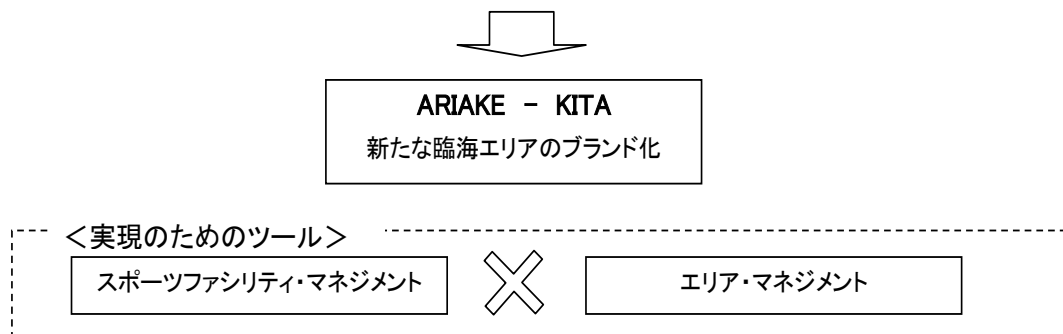 ARIAKE － KITA
新たな臨海エリアのブランド化
＜実現のためのツール＞
スポーツファシリティ・マネジメント
エリア・マネジメント